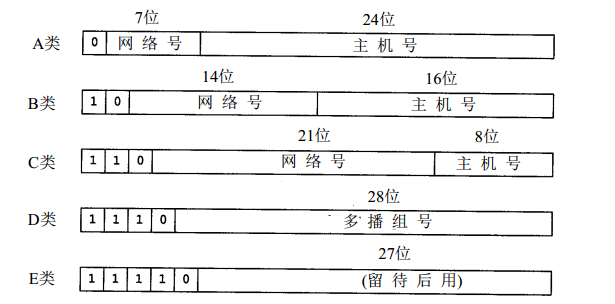 7位 24位
A类 0 网络号 主机号
14位 16位
B类 1 0 网络号 主机号
21位 8位
C类 1 1 0 网络号 主机号
28位
D类 1 1 1 0 多播组号
27位
E类 1 1 1 1 0 (留待后用)